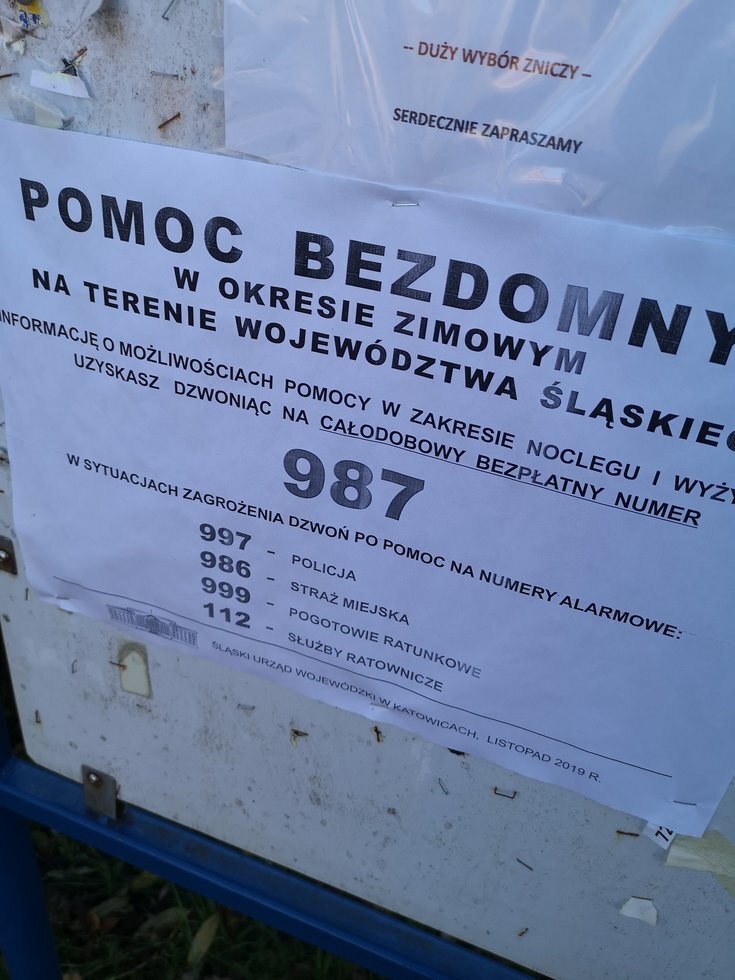 -- DUŻY WYBÓR ZNICZY –
SERDECZNIE ZAPRASZAMY
POMOC BEZDOMNY
W OKRESIE ZIMOWYM
NA TERENIE WOJEWÓDZTWA ŚLĄSKIEG
INFORMACJĘ O MOŻLIWOŚCIACH POMOCY W ZAKRESIE NOCLEGU I WYŻY
UZYSKASZ DZWONIĄC NA CAŁODOBOWY BEZPŁATNY NUMER
987
W SYTUACJACH ZAGROŻENIA DZWOŃ PO POMOC NA NUMERY ALARMOWE:
997 - POLICJA
986 - STRAŻ MIEJSKA
999 - POGOTOWIE RATUNKOWE
112 - SŁUŻBY RATOWNICZE
ŚLĄSKI URZĄD WOJEWÓDZKI W KATOWICACH, LISTOPAD 2019 R.
72